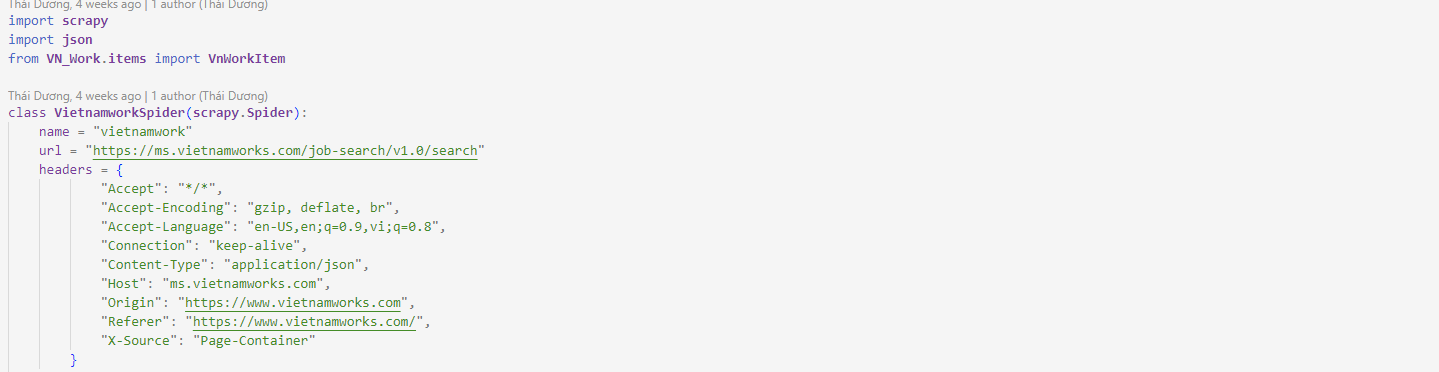 Thái Dương, 4 weeks ago | 1 author (Thái Dương)
import scrapy
import json
from VN_Work.items import VnWorkItem
Thái Dương, 4 weeks ago | 1 author (Thái Dương)
class VietnamworkSpider(scrapy.Spider):
    name = "vietnamwork"
    url = "https://ms.vietnamworks.com/job-search/v1.0/search"
    headers = {
            "Accept": "*/*",
            "Accept-Encoding": "gzip, deflate, br",
            "Accept-Language": "en-US,en;q=0.9,vi;q=0.8",
            "Connection": "keep-alive",
            "Content-Type": "application/json",
            "Host": "ms.vietnamworks.com",
            "Origin": "https://www.vietnamworks.com",
            "Referer": "https://www.vietnamworks.com/",
            "X-Source": "Page-Container"
        }